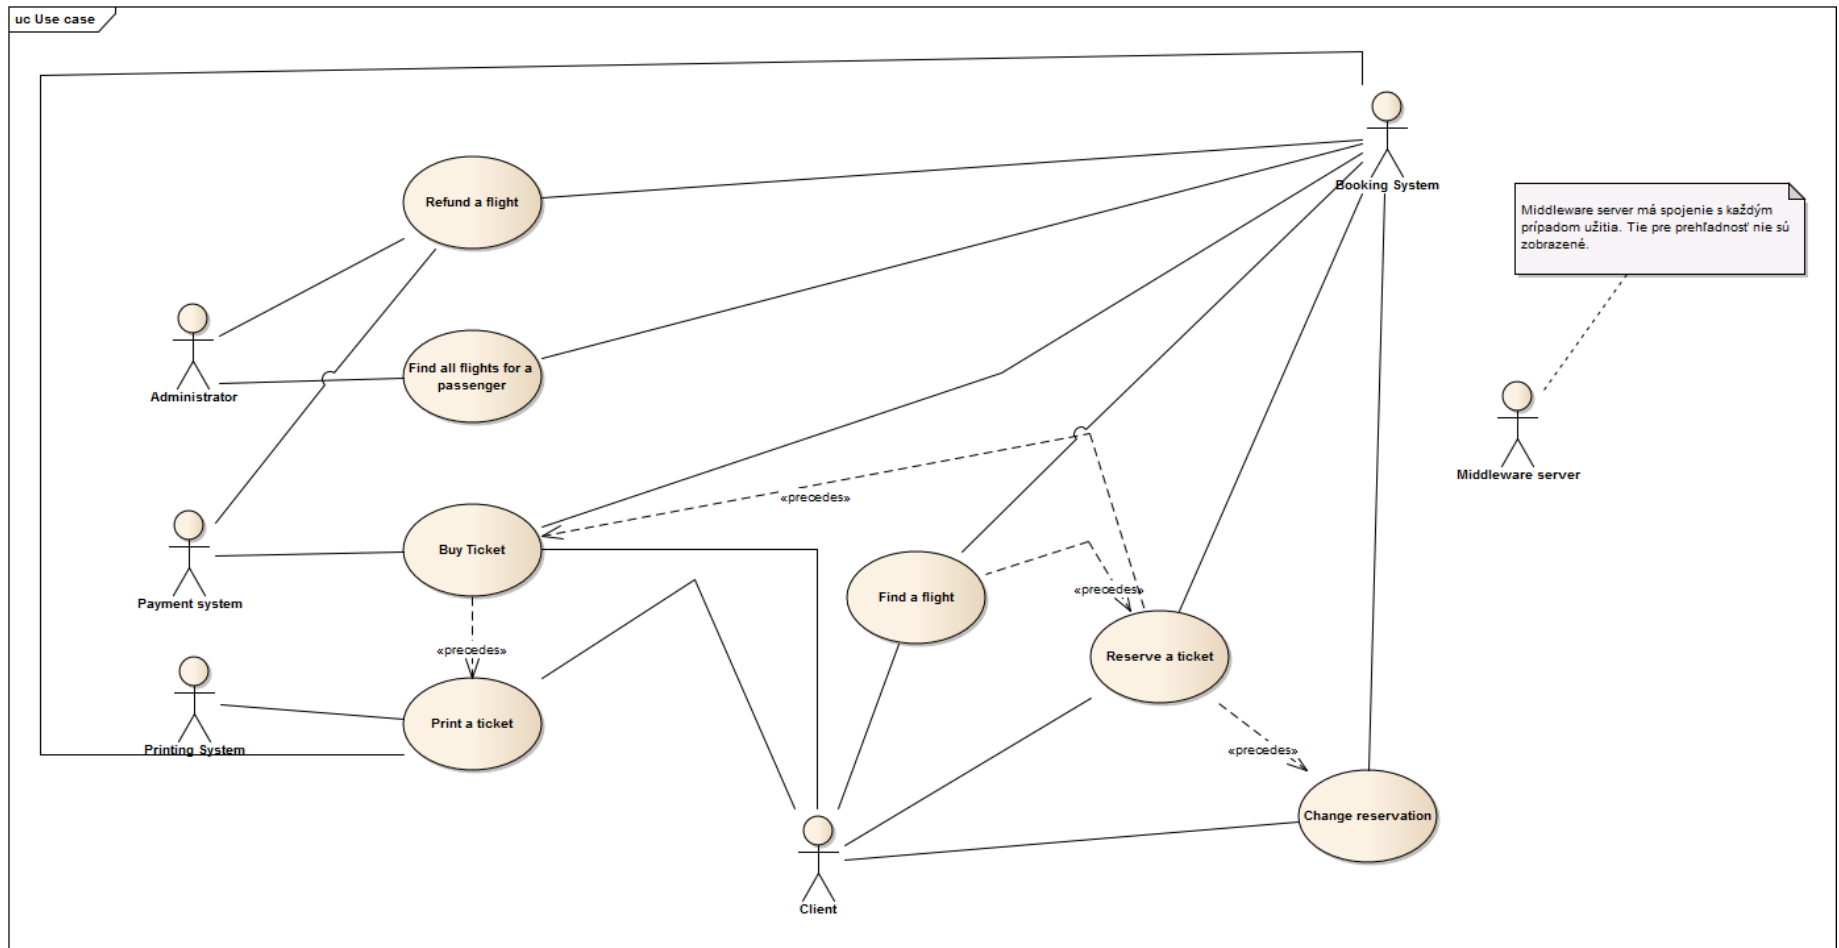 uc Use case
Booking System
Refund a flight
Middleware server má spojenie s každým
prípadom užitia. Tie pre prehľadnosť nie sú
zobrazené.
Find all flights for a
passenger
Administrator
Middleware server
«precedes»
Buy Ticket
Payment system
Find a flight
«precedes»
«precedes»
Reserve a ticket
Print a ticket
Printing System
«precedes»
Change reservation
Client